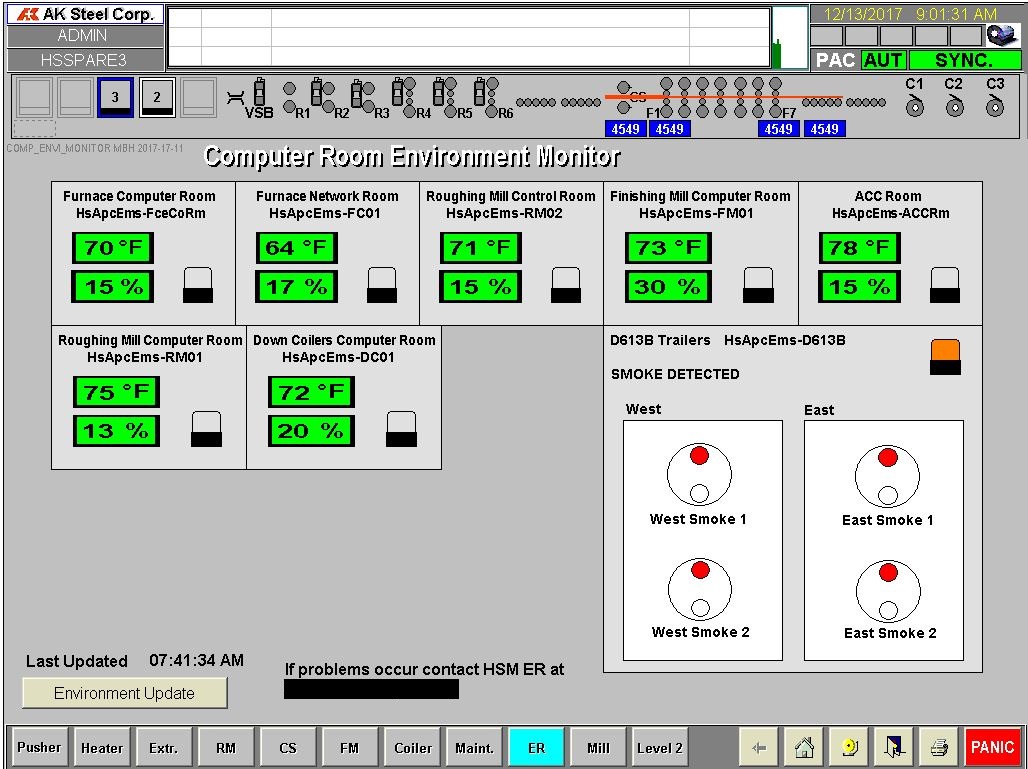 AK Steel Corp.
ADMIN
HSSPARE3
12/13/2017 9:01:31 AM
PAC AUT SYNC.
3 2
VSB R1 R2 R3 R4 R5 R6 CS F1 F7 C1 C2 C3
4549 4549 4549 4549
COMP_ENVI_MONITOR MBH 2017-17-11
Computer Room Environment Monitor
Furnace Computer Room
HsApcEms-FceCoRm
70 °F
15 %
Furnace Network Room
HsApcEms-FC01
64 °F
17 %
Roughing Mill Control Room
HsApcEms-RM02
71 °F
15 %
Finishing Mill Computer Room
HsApcEms-FM01
73 °F
30 %
ACC Room
HsApcEms-ACCRm
78 °F
15 %
Roughing Mill Computer Room
HsApcEms-RM01
75 °F
13 %
Down Coilers Computer Room
HsApcEms-DC01
72 °F
20 %
D613B Trailers HsApcEms-D613B
SMOKE DETECTED
West East
West Smoke 1 East Smoke 1
West Smoke 2 East Smoke 2
Last Updated 07:41:34 AM
Environment Update
If problems occur contact HSM ER at
Pusher Heater Extr. RM CS FM Coiler Maint. ER Mill Level 2 PANIC